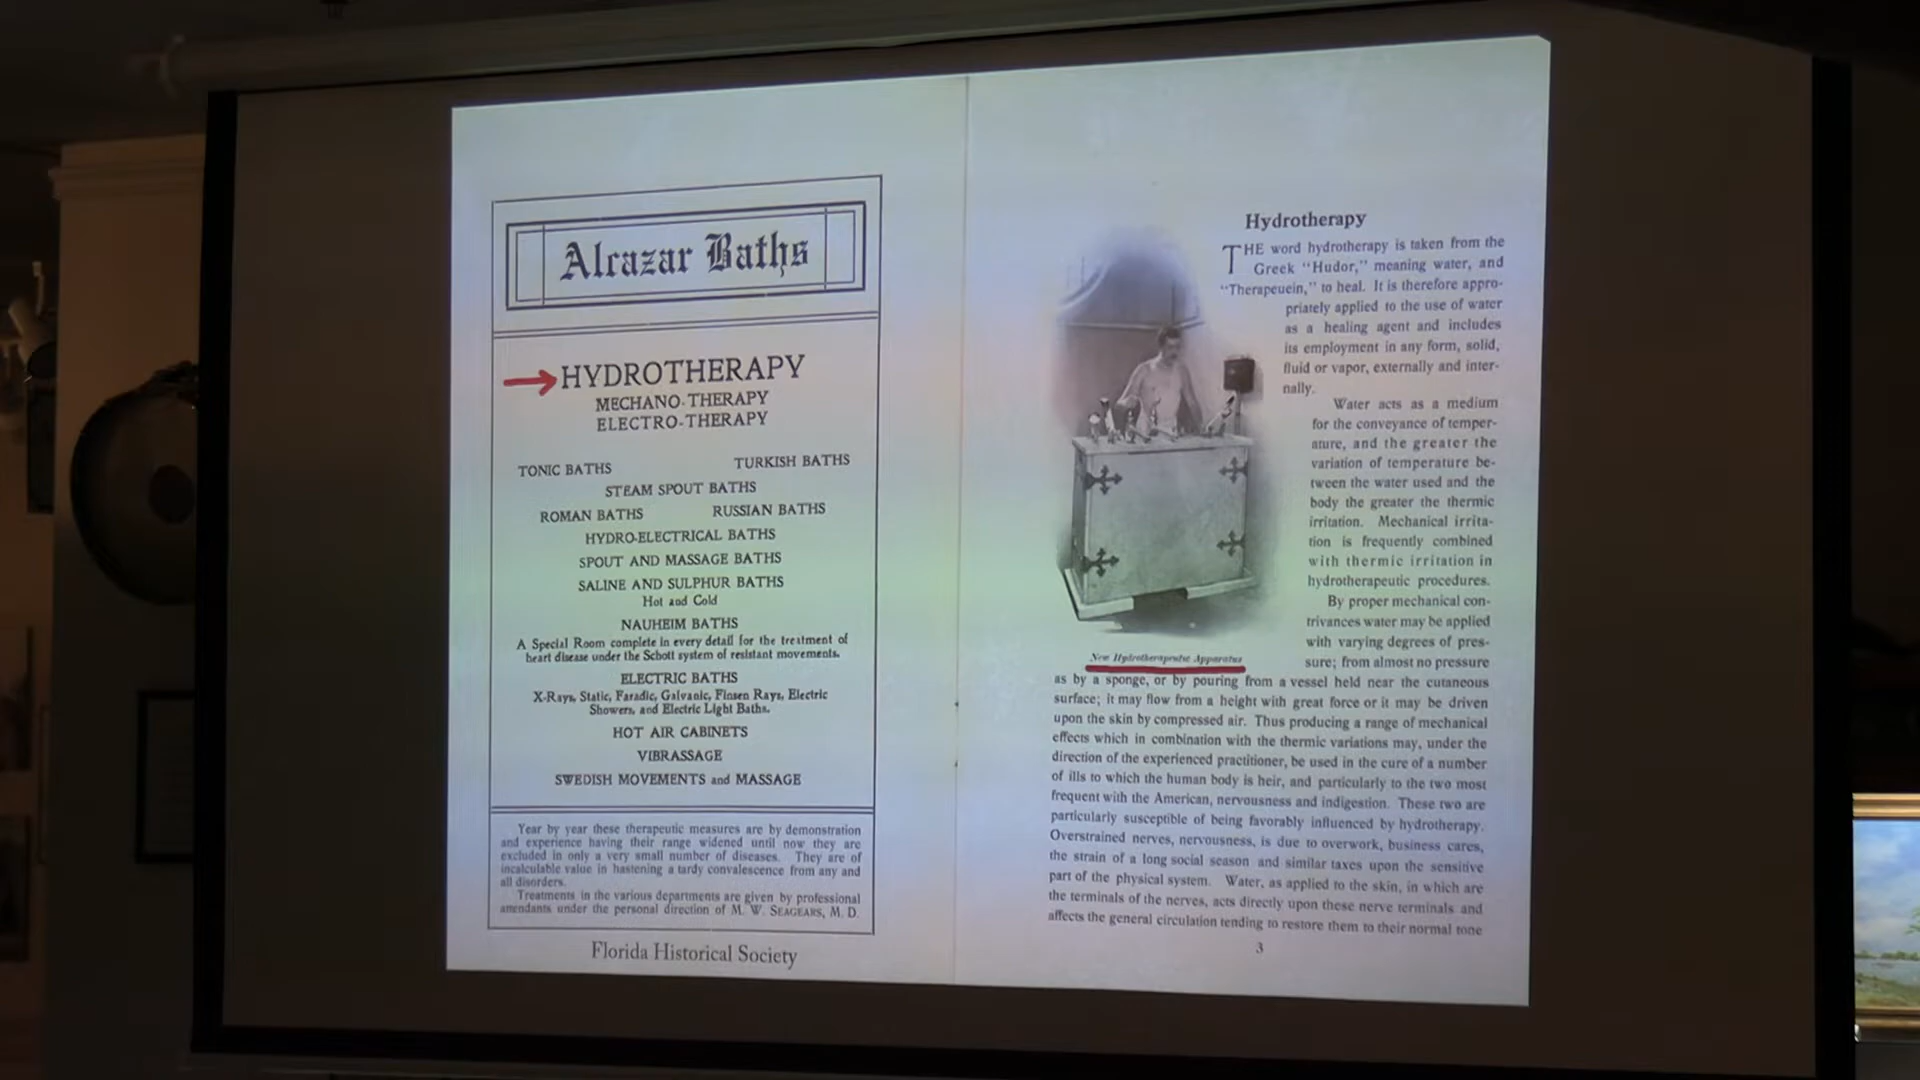 Alcazar Baths
HYDROTHERAPY
MECHANO-THERAPY
ELECTRO-THERAPY
TONIC BATHS
TURKISH BATHS
STEAM SPOUT BATHS
ROMAN BATHS
RUSSIAN BATHS
HYDRO-ELECTRICAL BATHS
SPOUT AND MASSAGE BATHS
SALINE AND SULPHUR BATHS
Hot and Cold
NAUHEIM BATHS
A Special Room complete in every detail for the treatment of
heart disease under the Schott system of resistant movements.
ELECTRIC BATHS
X-Rays, Static, Faradic, Galvanic, Finsen Rays, Electric
Showers, and Electric Light Baths.
HOT AIR CABINETS
VIBRASSAGE
SWEDISH MOVEMENTS and MASSAGE
Year by year these therapeutic measures are by demonstration
and experience having their range widened until now they are
excluded in only a very small number of diseases. They are of
incalculable value in hastening a tardy convalescence from any and
all disorders.
Treatments in the various departments are given by professional
attendants under the personal direction of M. W. SEAGEARS, M. D.
Florida Historical Society
Hydrotherapy
THE word hydrotherapy is taken from the
Greek "Hudor," meaning water, and
"Therapeuein," to heal. It is therefore appro-
priately applied to the use of water
as a healing agent and includes
its employment in any form, solid,
fluid or vapor, externally and inter-
nally.
Water acts as a medium
for the conveyance of temper-
ature, and the greater the
variation of temperature be-
tween the water used and the
body the greater the thermic
irritation. Mechanical irrita-
tion is frequently combined
with thermic irritation in
hydrotherapeutic procedures.
By proper mechanical con-
trivances water may be applied
with varying degrees of pres-
sure; from almost no pressure
as by a sponge, or by pouring from a vessel held near the cutaneous
surface; it may flow from a height with great force or it may be driven
upon the skin by compressed air. Thus producing a range of mechanical
effects which in combination with the thermic variations may, under the
direction of the experienced practitioner, be used in the cure of a number
of ills to which the human body is heir, and particularly to the two most
frequent with the American, nervousness and indigestion. These two are
particularly susceptible of being favorably influenced by hydrotherapy.
Overstrained nerves, nervousness, is due to overwork, business cares,
the strain of a long social season and similar taxes upon the sensitive
part of the physical system. Water, as applied to the skin, in which are
the terminals of the nerves, acts directly upon these nerve terminals and
affects the general circulation tending to restore them to their normal tone
New Hydrotherapeutic Apparatus
3